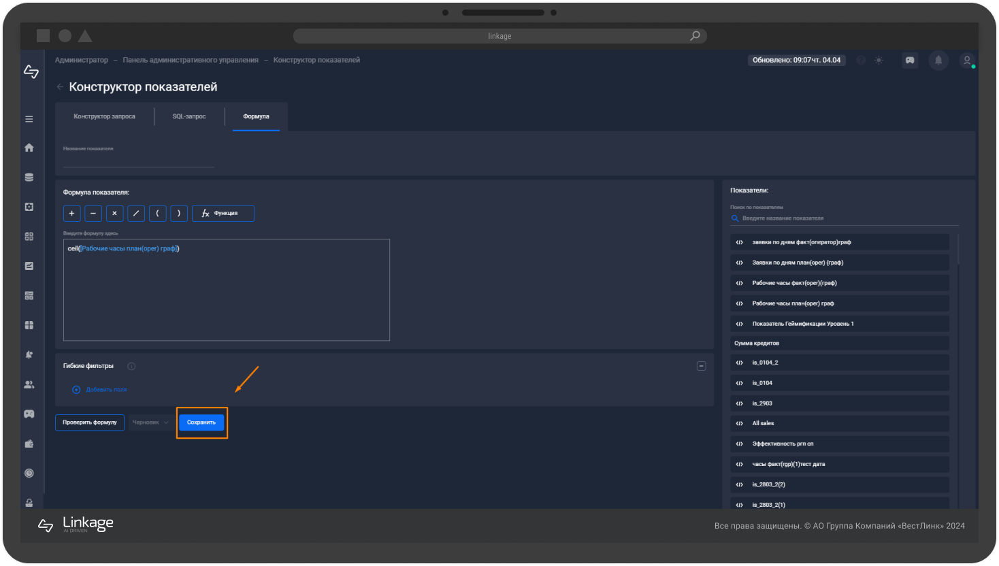 linkage
Администратор – Панель административного управления – Конструктор показателей
Обновлено: 09:07чт. 04.04
Конструктор показателей
Конструктор запроса
SQL-запрос
Формула
Название показателя
Формула показателя:
+ − × / ( ) fx Функция
Введите формулу здесь
ceil([Рабочие часы план(oper) граф])
Гибкие фильтры
Добавить поля
Проверить формулу
Черновик
Сохранить
Показатели:
Поиск по показателям
Введите название показателя
заявки по дням факт(оператор)граф
Заявки по дням план(oper) (граф)
Рабочие часы факт(oper)(граф)
Рабочие часы план(oper) граф
Показатель Геймификации Уровень 1
Сумма кредитов
is_0104_2
is_0104
is_2903
All sales
Эффективность ргп сп
часы факт(rgp)(1)тест дата
is_2803_2(2)
is_2803_2(1)
Linkage
AI DRIVEN
Все права защищены. © АО Группа Компаний «ВестЛинк» 2024